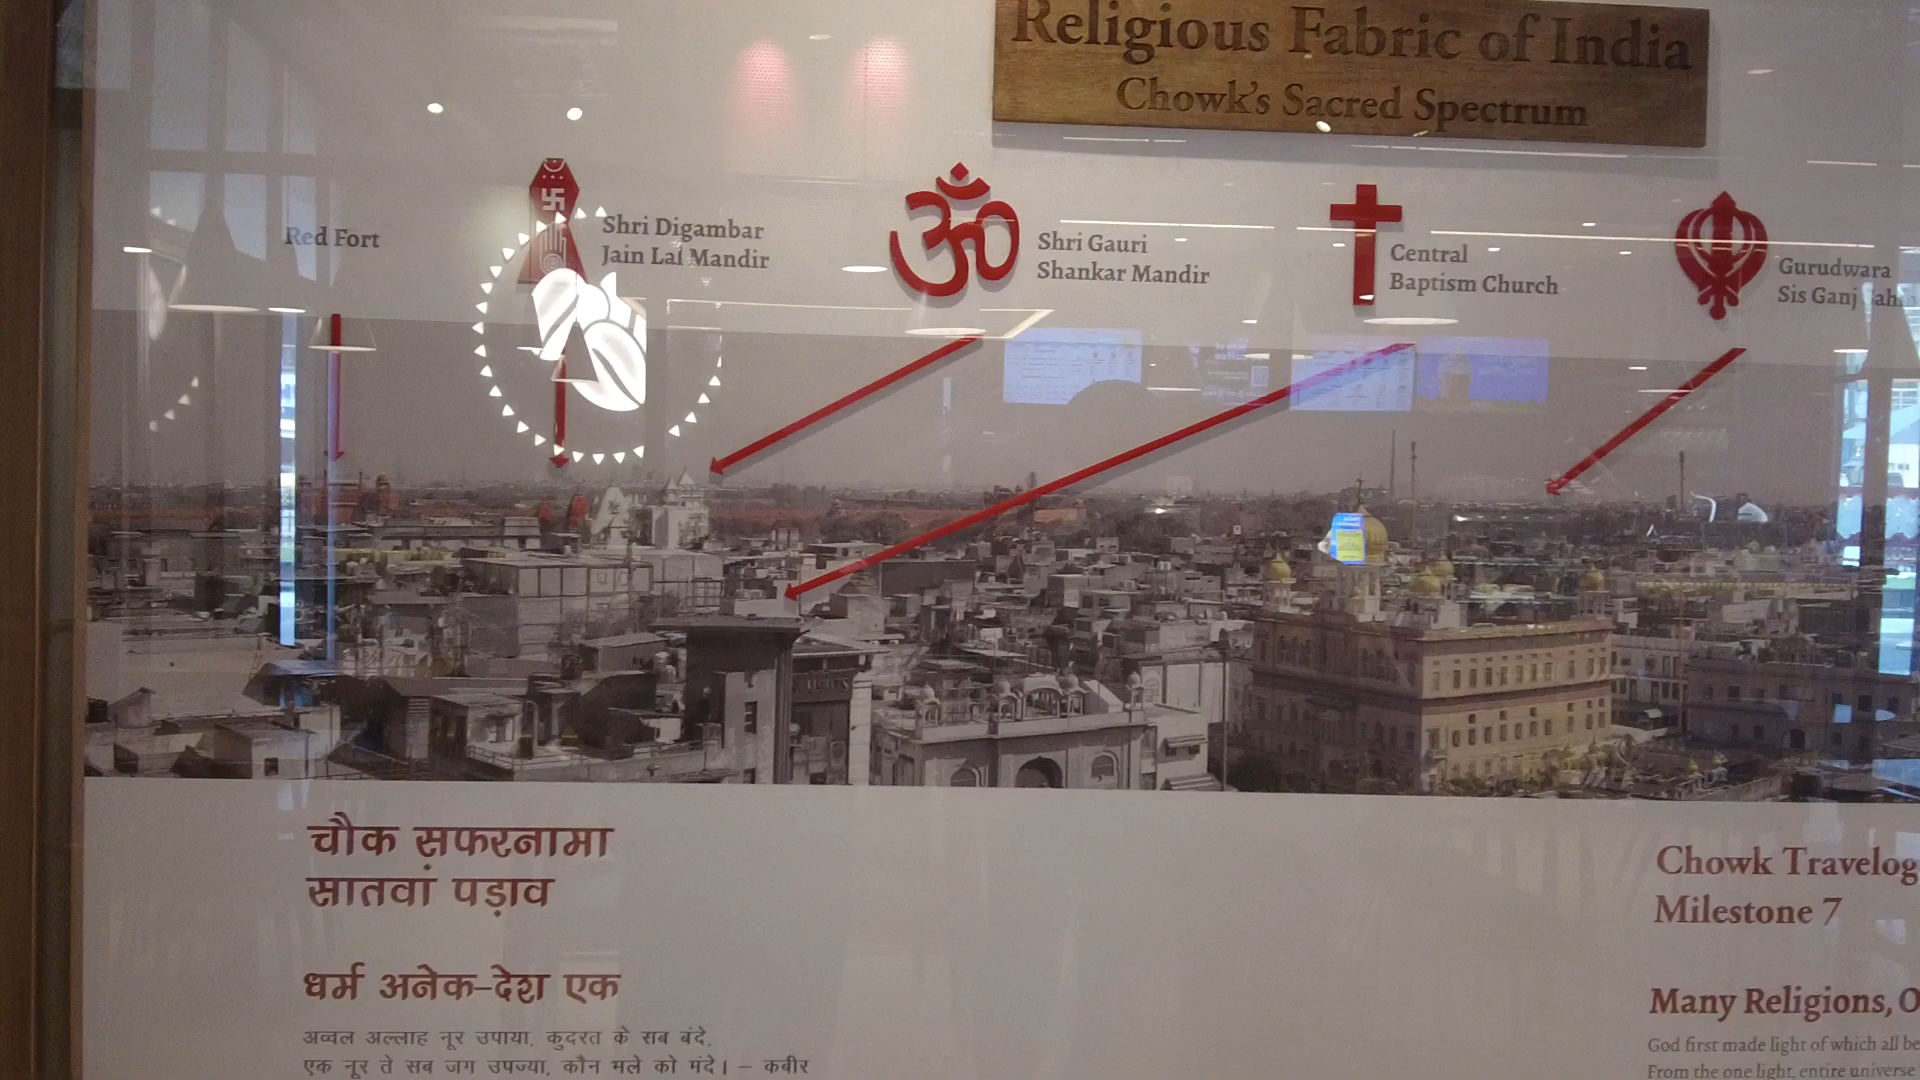 Religious Fabric of India
Chowk's Sacred Spectrum
Red Fort
Shri Digambar
Jain Lal Mandir
Shri Gauri
Shankar Mandir
Central
Baptism Church
Gurudwara
Sis Ganj
चौक सफरनामा
सातवां पड़ाव
धर्म अनेक-देश एक
अव्वल अल्लाह नूर उपाया, कुदरत के सब बंदे,
एक नूर ते सब जग उपज्या, कौन भले को मंदे। – कबीर
Chowk Travelog
Milestone 7
Many Religions, O
God first made light of which all be
From the one light, entire universe